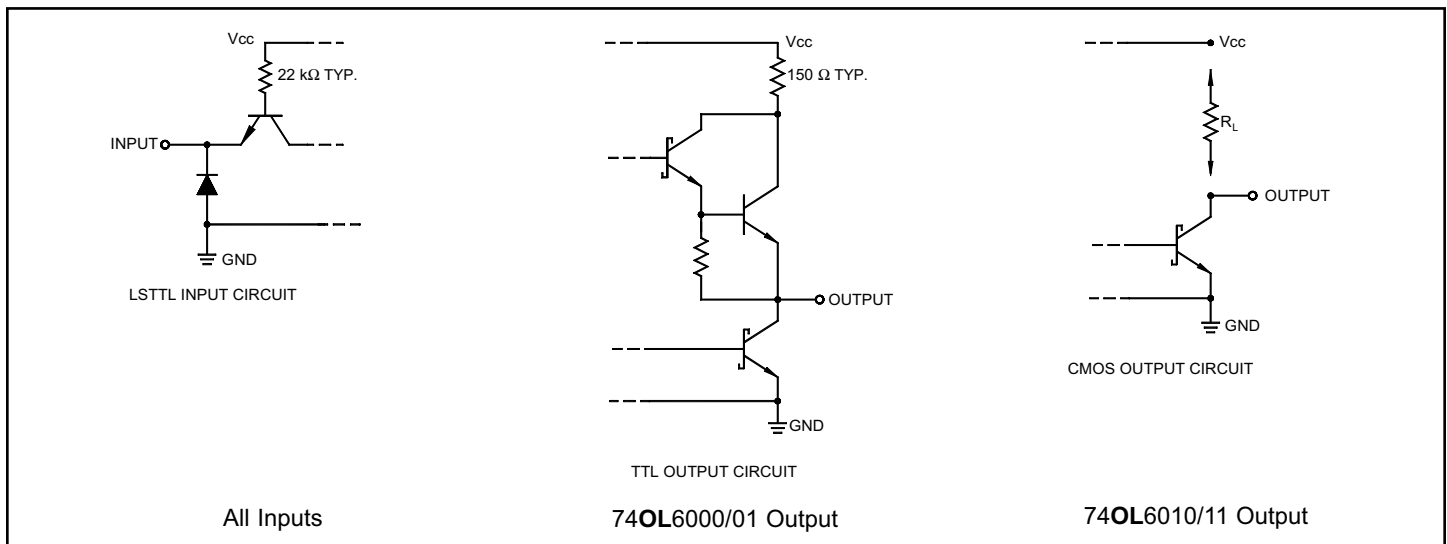 Vcc
22 kΩ TYP.
INPUT
GND
LSTTL INPUT CIRCUIT
All Inputs
Vcc
150 Ω TYP.
OUTPUT
GND
TTL OUTPUT CIRCUIT
74OL6000/01 Output
Vcc
RL
OUTPUT
GND
CMOS OUTPUT CIRCUIT
74OL6010/11 Output